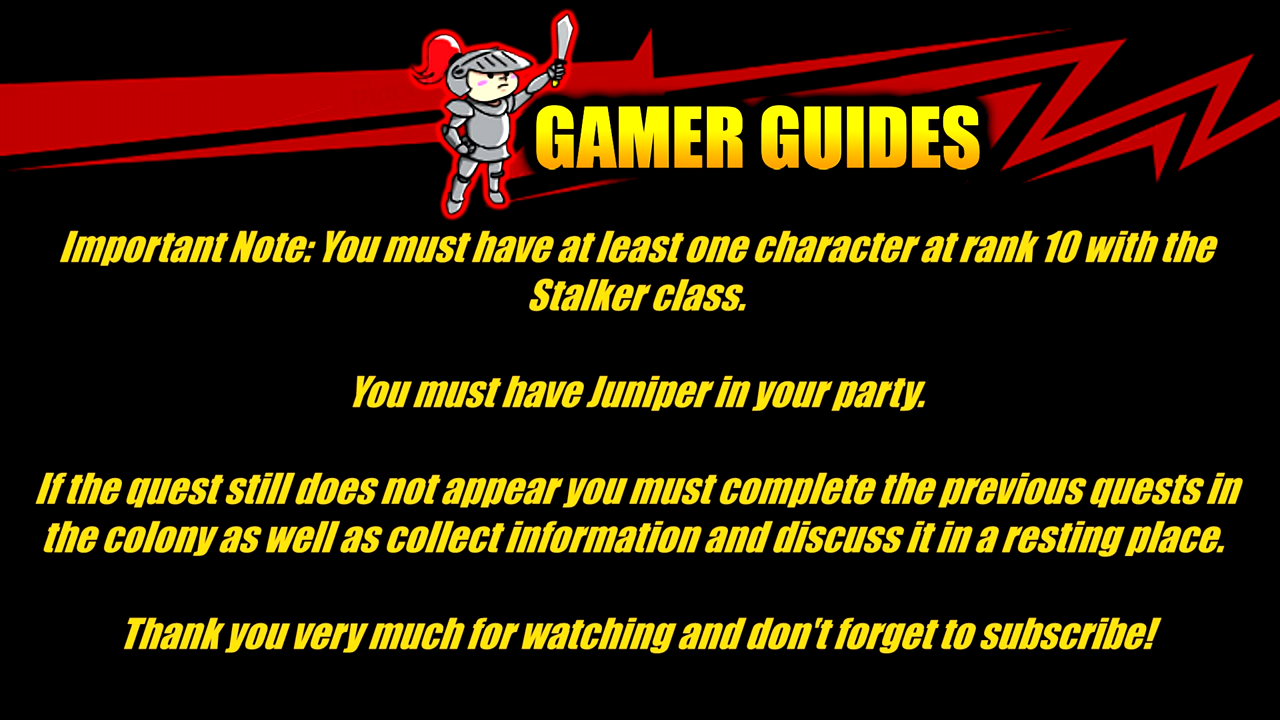 GAMER GUIDES
Important Note: You must have at least one character at rank 10 with the
Stalker class.
You must have Juniper in your party.
If the quest still does not appear you must complete the previous quests in
the colony as well as collect information and discuss it in a resting place.
Thank you very much for watching and don't forget to subscribe!